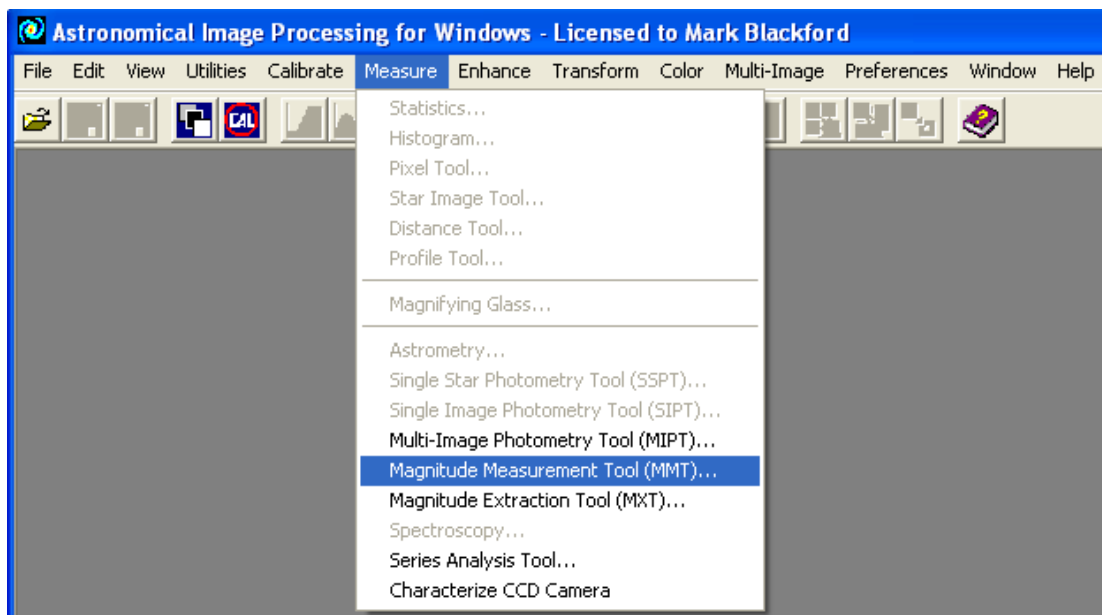 Astronomical Image Processing for Windows - Licensed to Mark Blackford
File Edit View Utilities Calibrate Measure Enhance Transform Color Multi-Image Preferences Window Help
CAL
Statistics...
Histogram...
Pixel Tool...
Star Image Tool...
Distance Tool...
Profile Tool...
Magnifying Glass...
Astrometry...
Single Star Photometry Tool (SSPT)...
Single Image Photometry Tool (SIPT)...
Multi-Image Photometry Tool (MIPT)...
Magnitude Measurement Tool (MMT)...
Magnitude Extraction Tool (MXT)...
Spectroscopy...
Series Analysis Tool...
Characterize CCD Camera